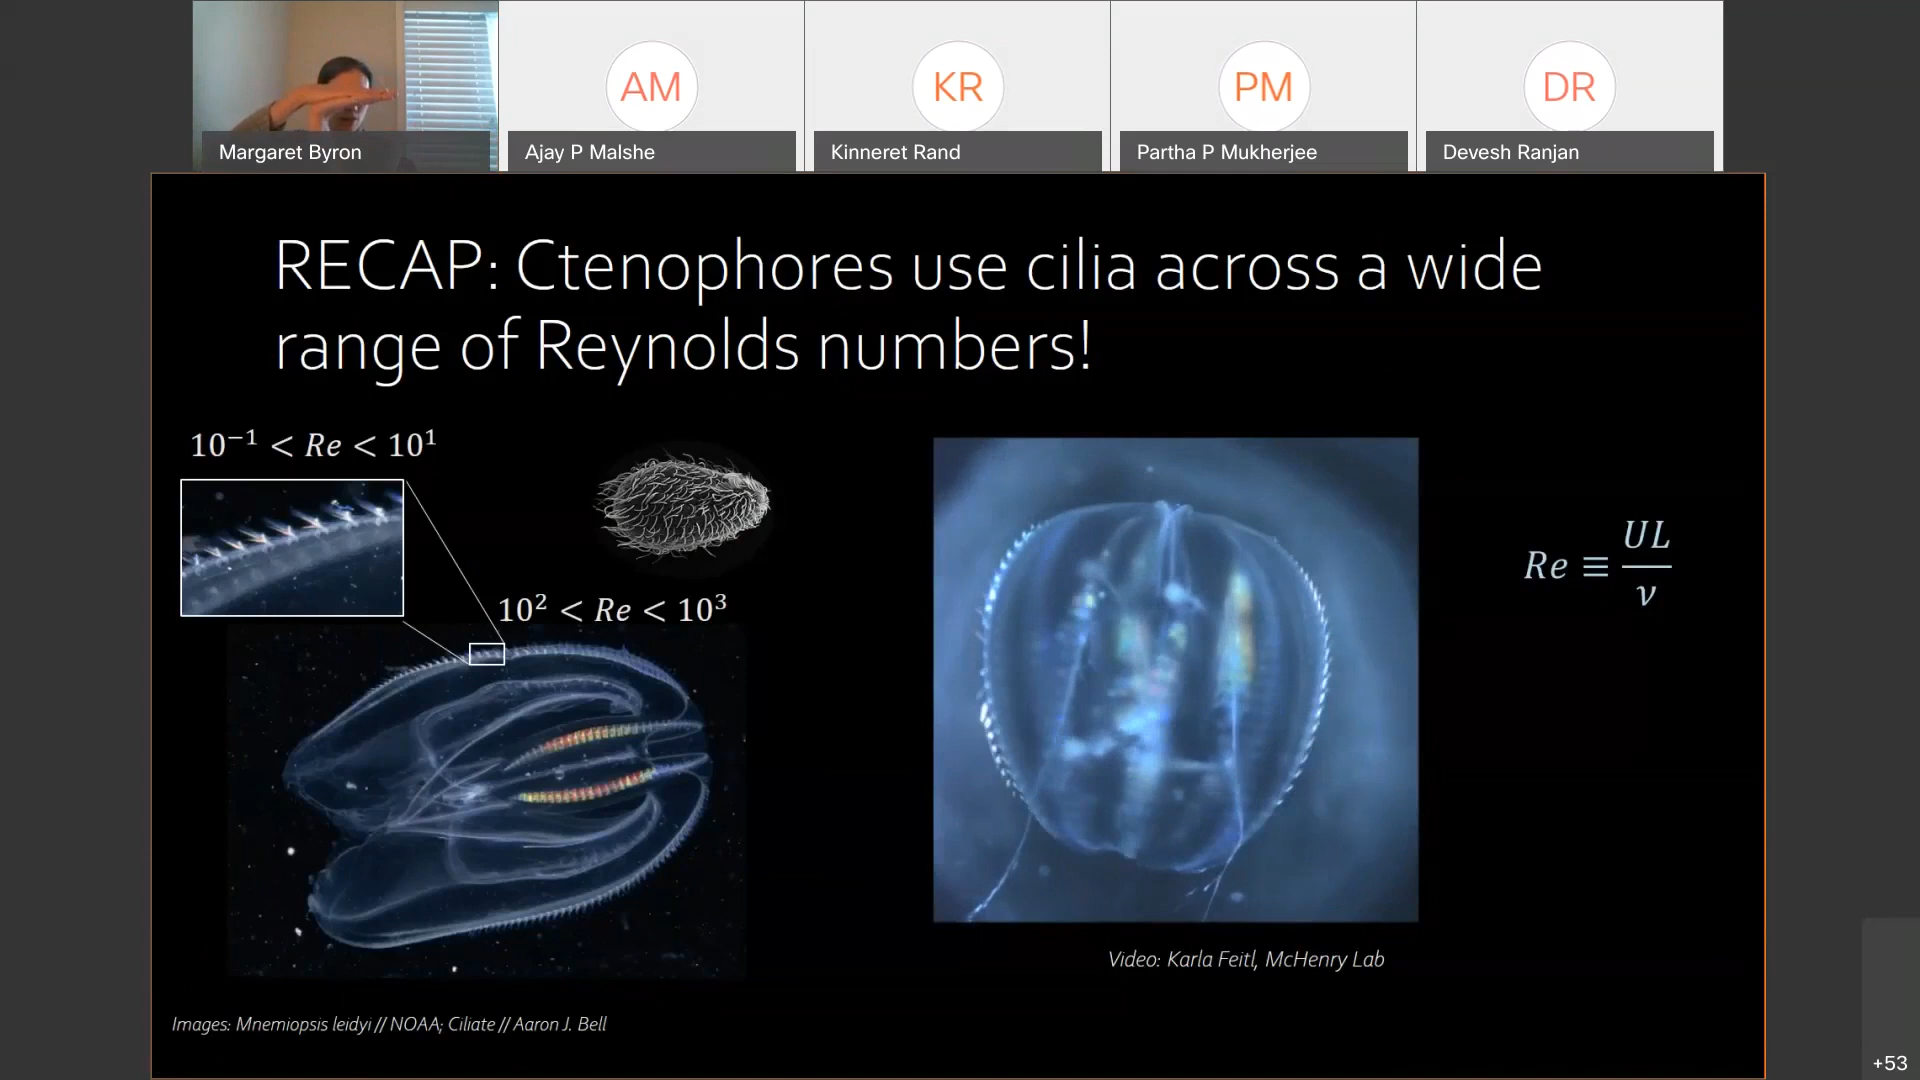 AM
KR
PM
DR
Margaret Byron
Ajay P Malshe
Kinneret Rand
Partha P Mukherjee
Devesh Ranjan
RECAP: Ctenophores use cilia across a wide
range of Reynolds numbers!
10⁻¹ < Re < 10¹
10² < Re < 10³
Re ≡ UL/ν
Video: Karla Feitl, McHenry Lab
Images: Mnemiopsis leidyi // NOAA; Ciliate // Aaron J. Bell
+53